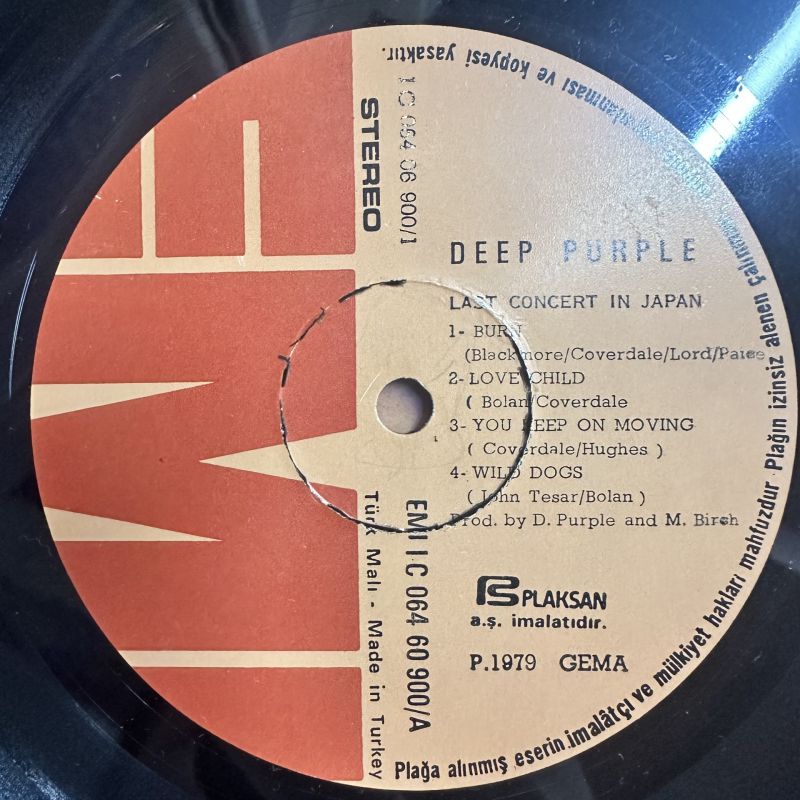 EMI
STEREO
1C 064 06 900/1
DEEP PURPLE
LAST CONCERT IN JAPAN
1- BURN
(Blackmore/Coverdale/Lord/Paice
2- LOVE CHILD
( Bolan/Coverdale
3- YOU KEEP ON MOVING
( Coverdale/Hughes )
4- WILD DOGS
( John Tesar/Bolan )
Prod. by D. Purple and M. Birch
PLAKSAN
a.ş. imalatıdır.
P.1979 GEMA
EMI I C 064 60 900/A
Türk Malı - Made in Turkey
Plağa alınmış eserin imalâtçı ve mülkiyet hakları mahfuzdur. Plağın izinsiz alenen çalınması ve kopyesi yasaktır.